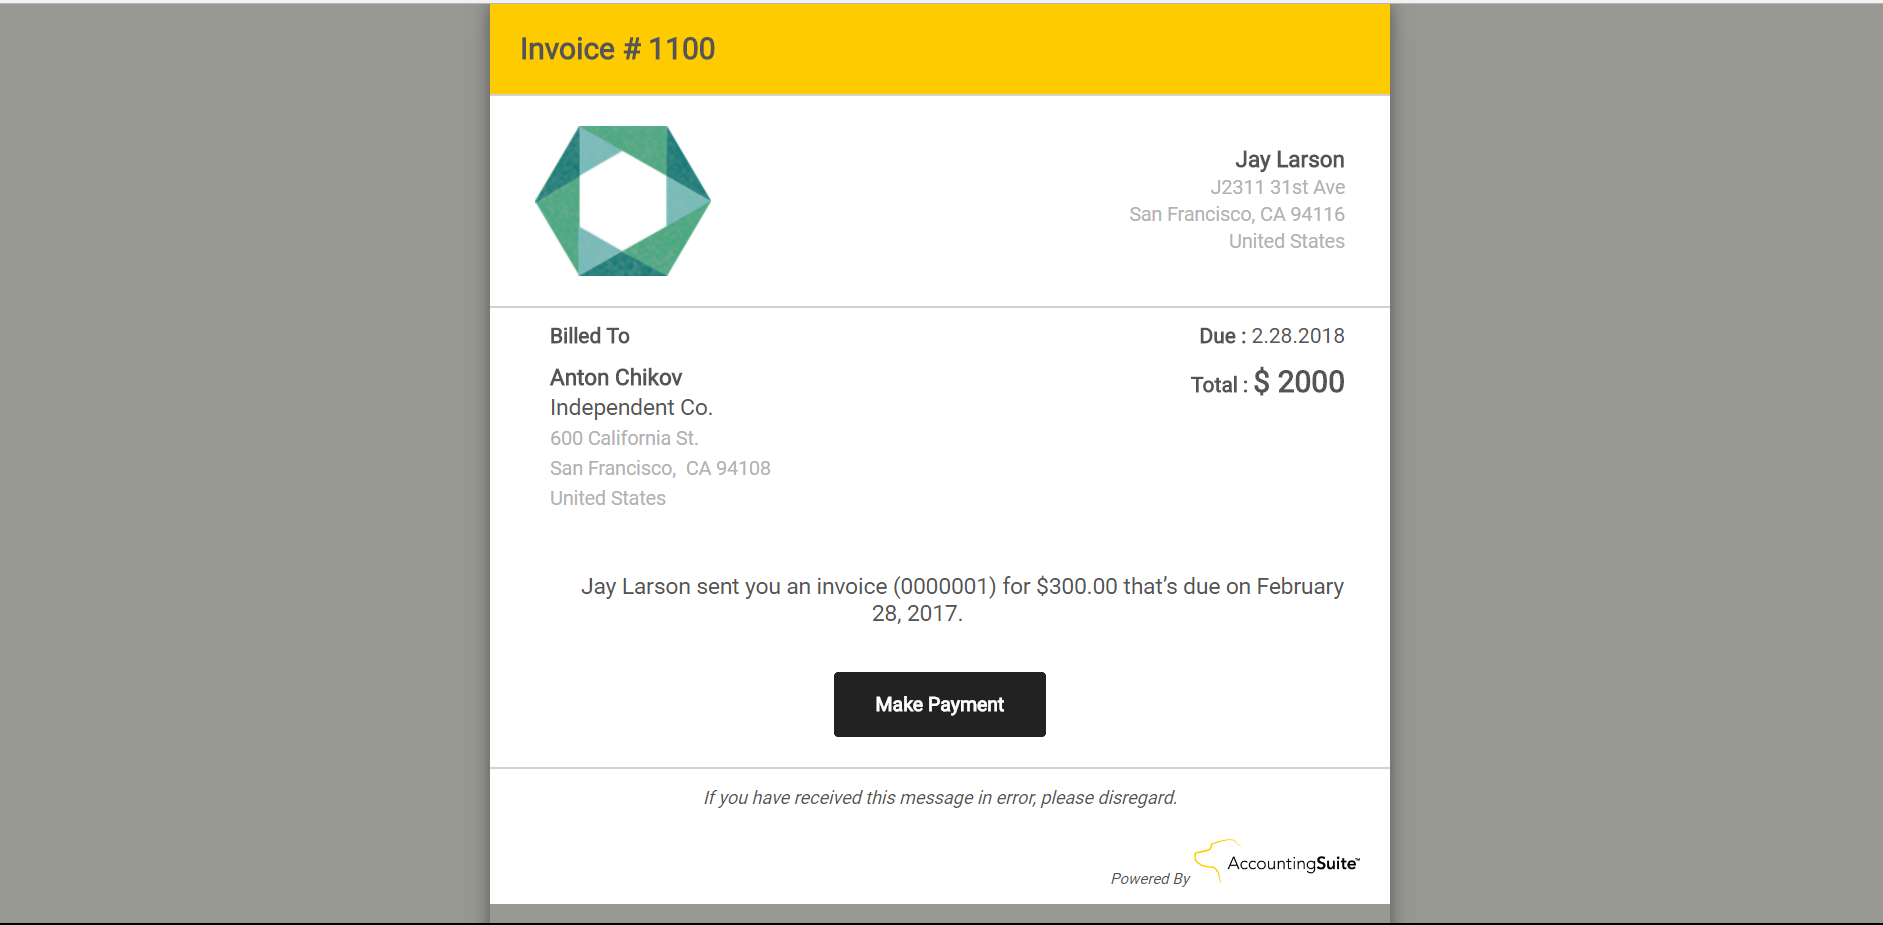 Invoice # 1100
Jay Larson
J2311 31st Ave
San Francisco, CA 94116
United States
Billed To
Due : 2.28.2018
Anton Chikov
Total : $ 2000
Independent Co.
600 California St.
San Francisco,  CA 94108
United States
Jay Larson sent you an invoice (0000001) for $300.00 that’s due on February
28, 2017.
Make Payment
If you have received this message in error, please disregard.
Powered By AccountingSuite™